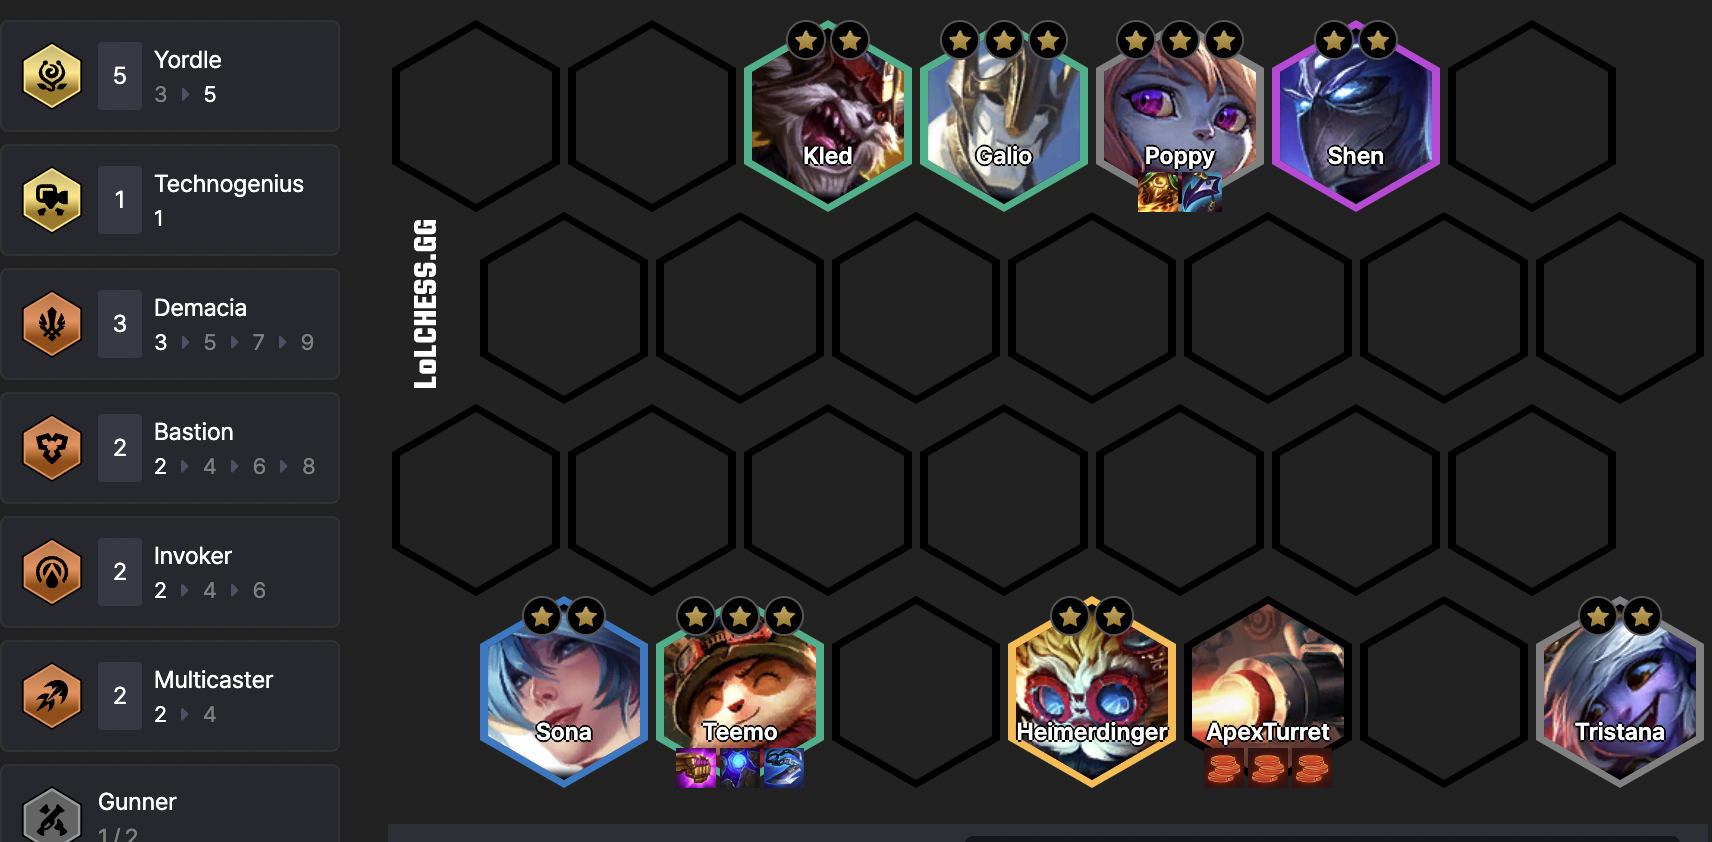 5
Yordle
3 5
1
Technogenius
1
3
Demacia
3 5 7 9
2
Bastion
2 4 6 8
2
Invoker
2 4 6
2
Multicaster
2 4
Gunner
1 / 2
LoLCHESS.GG
Kled
Galio
Poppy
Shen
Sona
Teemo
Heimerdinger
ApexTurret
Tristana